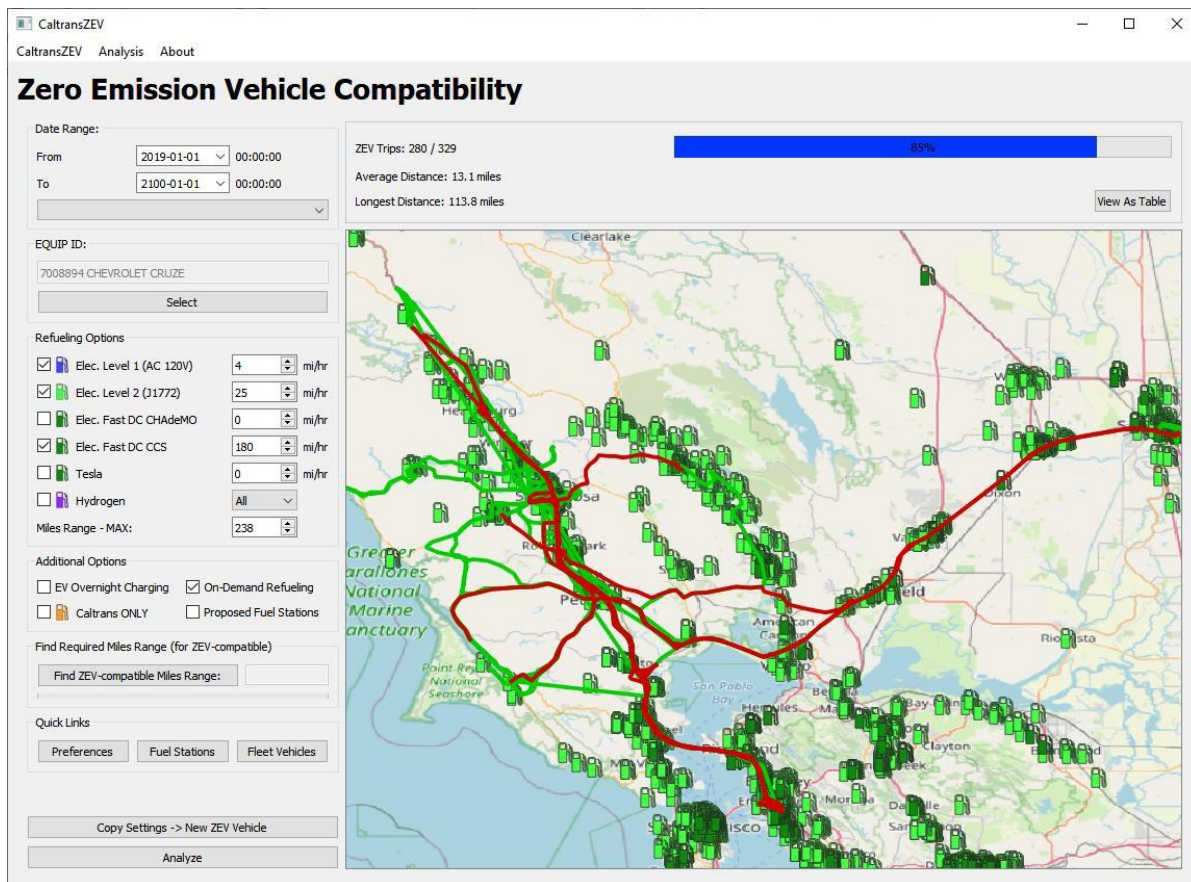 CaltransZEV
CaltransZEV Analysis About
Zero Emission Vehicle Compatibility
Date Range:
From 2019-01-01 00:00:00
To 2100-01-01 00:00:00
EQUIP ID:
7008894 CHEVROLET CRUZE
Select
Refueling Options
Elec. Level 1 (AC 120V) 4 mi/hr
Elec. Level 2 (J1772) 25 mi/hr
Elec. Fast DC CHAdeMO 0 mi/hr
Elec. Fast DC CCS 180 mi/hr
Tesla 0 mi/hr
Hydrogen All
Miles Range - MAX: 238
Additional Options
EV Overnight Charging On-Demand Refueling
Caltrans ONLY Proposed Fuel Stations
Find Required Miles Range (for ZEV-compatible)
Find ZEV-compatible Miles Range:
Quick Links
Preferences Fuel Stations Fleet Vehicles
Copy Settings -> New ZEV Vehicle
Analyze
ZEV Trips: 280 / 329
85%
Average Distance: 13.1 miles
Longest Distance: 113.8 miles
View As Table
Clearlake
Dixon
Greater
National
Marine
Sanctuary
American
Point Reyes
National
Seashore
San Pablo
Bay
Hercules
Clayton